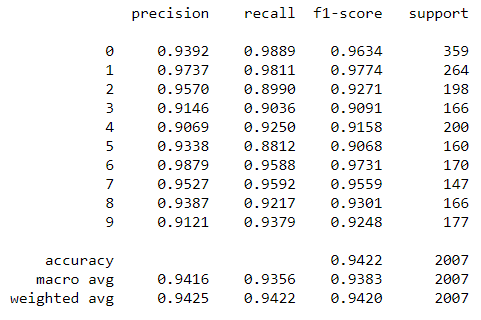 precision recall f1-score support
0 0.9392 0.9889 0.9634 359
1 0.9737 0.9811 0.9774 264
2 0.9570 0.8990 0.9271 198
3 0.9146 0.9036 0.9091 166
4 0.9069 0.9250 0.9158 200
5 0.9338 0.8812 0.9068 160
6 0.9879 0.9588 0.9731 170
7 0.9527 0.9592 0.9559 147
8 0.9387 0.9217 0.9301 166
9 0.9121 0.9379 0.9248 177
accuracy 0.9422 2007
macro avg 0.9416 0.9356 0.9383 2007
weighted avg 0.9425 0.9422 0.9420 2007